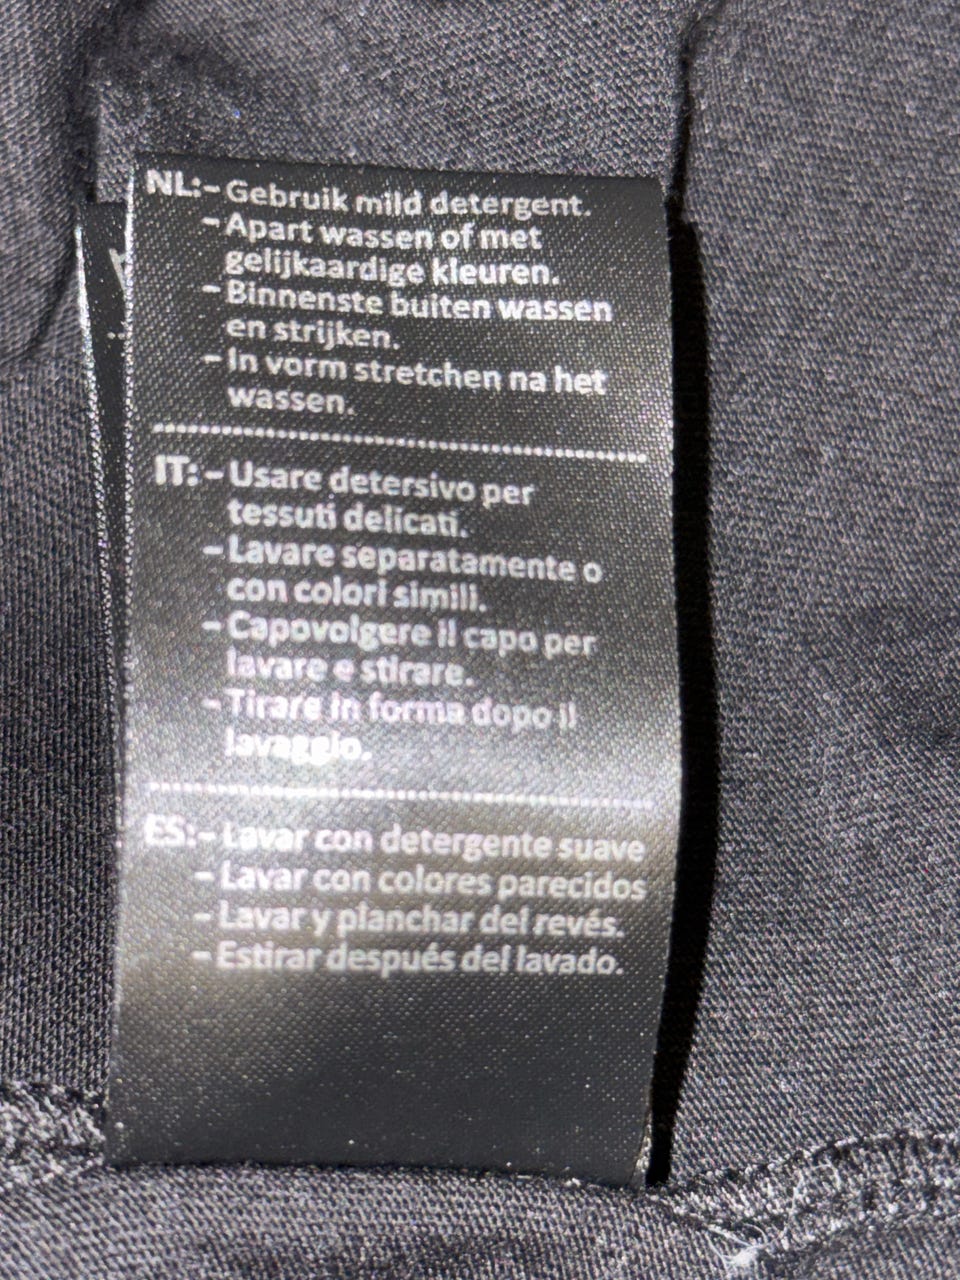 NL:- Gebruik mild detergent.
- Apart wassen of met
gelijkaardige kleuren.
- Binnenste buiten wassen
en strijken.
- In vorm stretchen na het
wassen.
IT:- Usare detersivo per
tessuti delicati.
- Lavare separatamente o
con colori simili.
- Capovolgere il capo per
lavare e stirare.
- Tirare in forma dopo il
lavaggio.
ES:- Lavar con detergente suave
- Lavar con colores parecidos
- Lavar y planchar del revés.
- Estirar después del lavado.